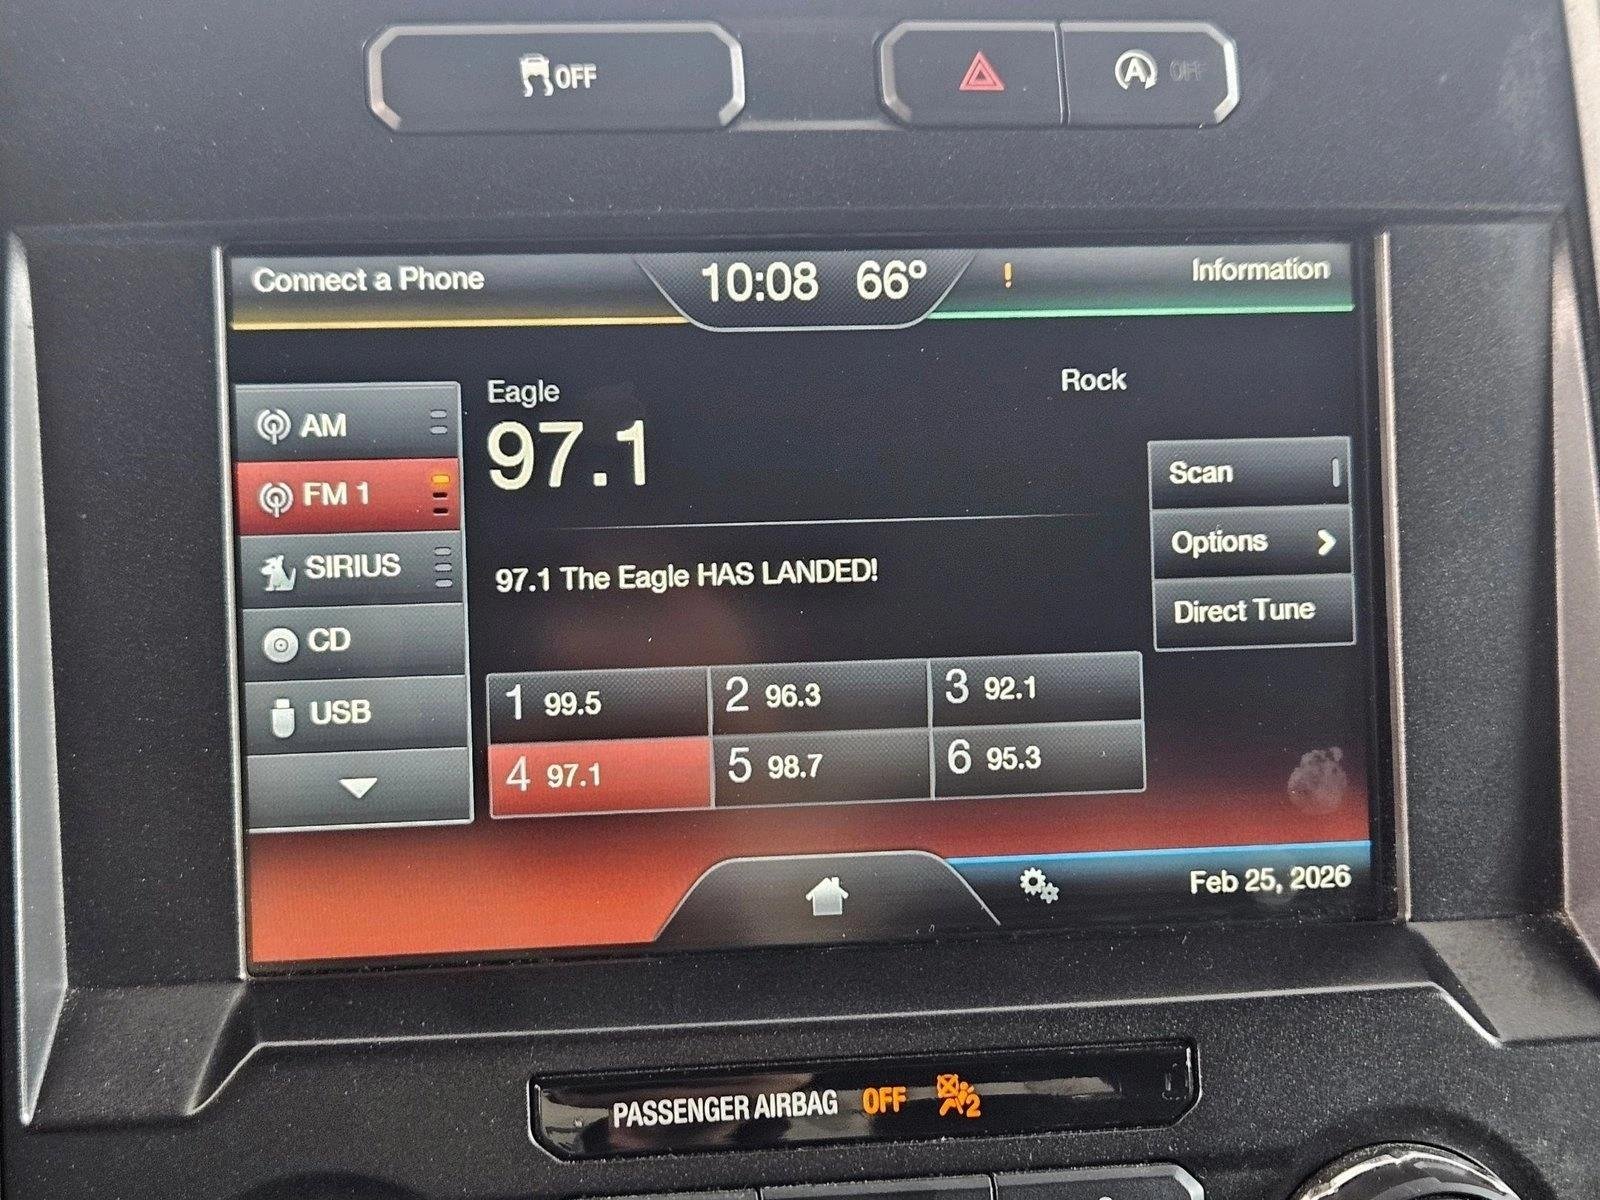 OFF
A OFF
Connect a Phone 10:08 66° ! Information
Eagle Rock
97.1
AM
FM 1
SIRIUS
CD
USB
97.1 The Eagle HAS LANDED!
Scan
Options
Direct Tune
1 99.5 2 96.3 3 92.1
4 97.1 5 98.7 6 95.3
Feb 25, 2026
PASSENGER AIRBAG OFF 2